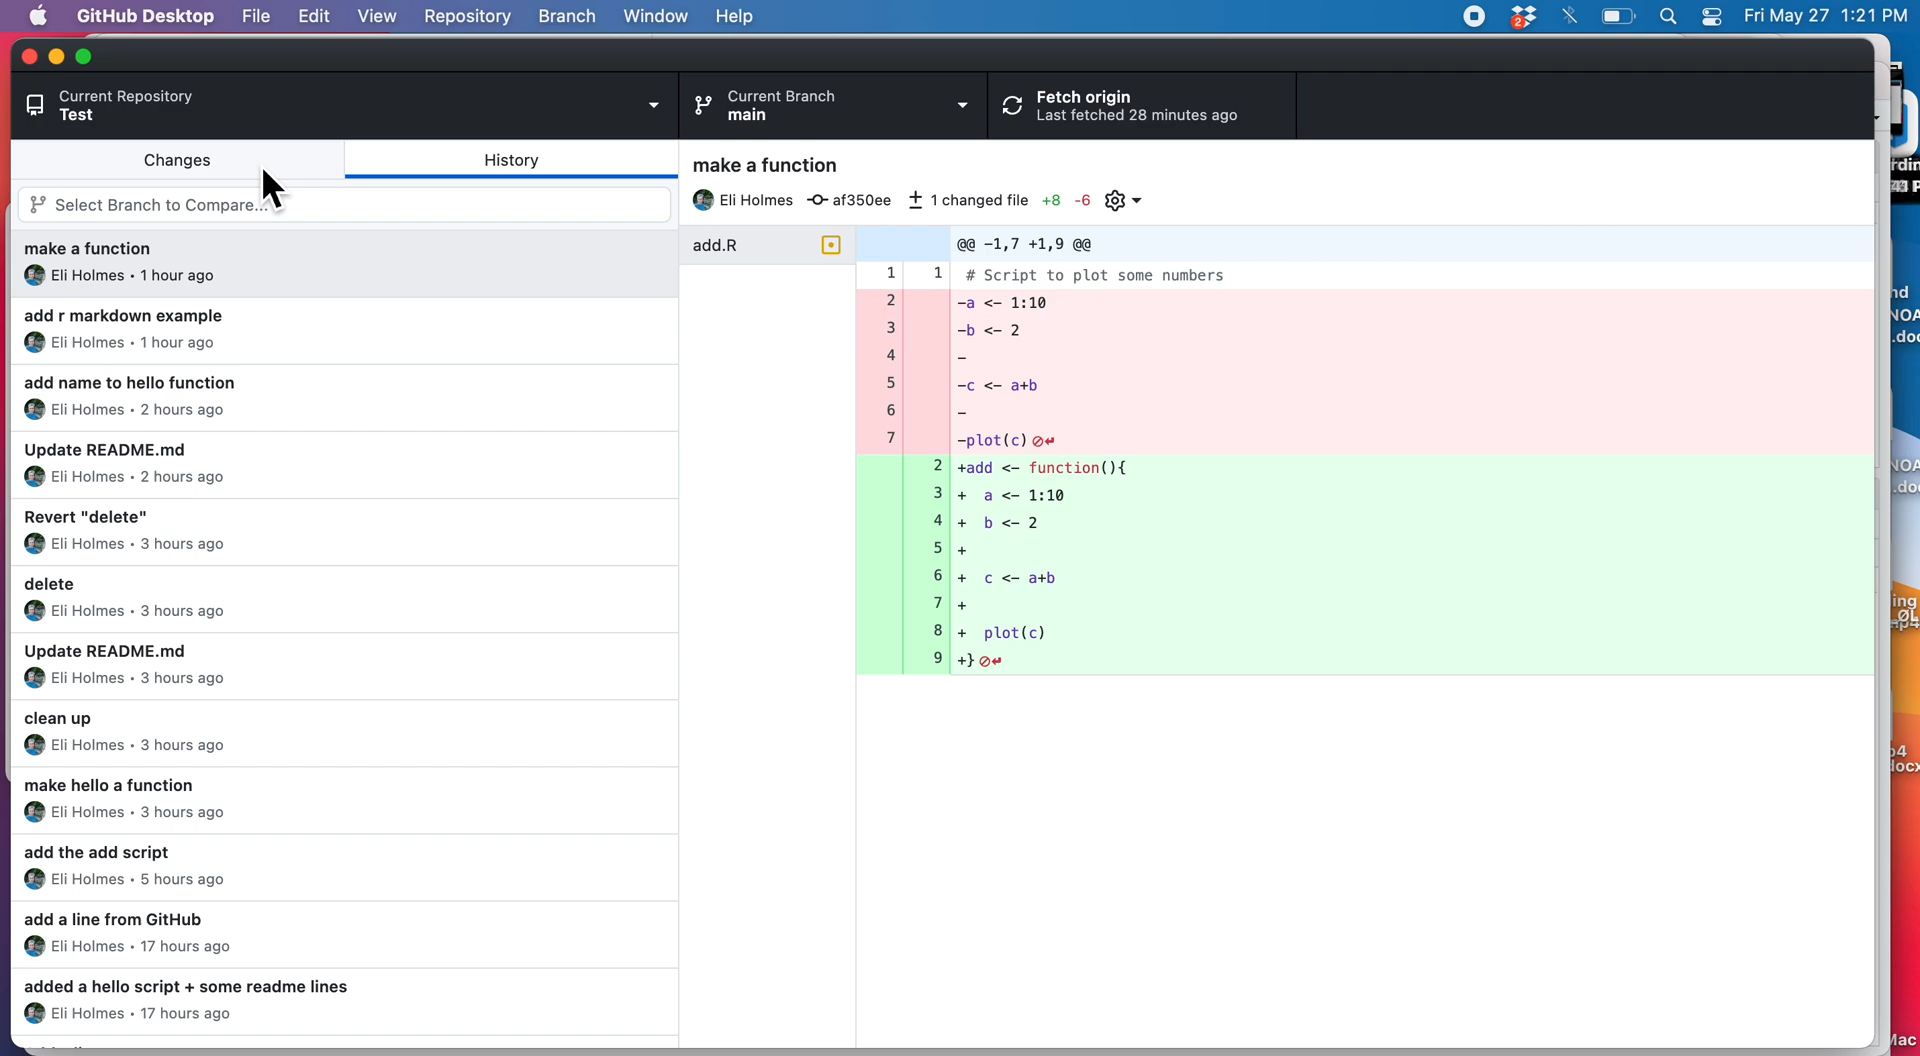 GitHub Desktop File Edit View Repository Branch Window Help 2 Fri May 27 1:21 PM
Current Repository
Test
Current Branch
main
Fetch origin
Last fetched 28 minutes ago
Changes
History
Select Branch to Compare...
make a function
Eli Holmes • 1 hour ago
add r markdown example
Eli Holmes • 1 hour ago
add name to hello function
Eli Holmes • 2 hours ago
Update README.md
Eli Holmes • 2 hours ago
Revert "delete"
Eli Holmes • 3 hours ago
delete
Eli Holmes • 3 hours ago
Update README.md
Eli Holmes • 3 hours ago
clean up
Eli Holmes • 3 hours ago
make hello a function
Eli Holmes • 3 hours ago
add the add script
Eli Holmes • 5 hours ago
add a line from GitHub
Eli Holmes • 17 hours ago
added a hello script + some readme lines
Eli Holmes • 17 hours ago
make a function
Eli Holmes af350ee 1 changed file +8 -6
add.R
@@ -1,7 +1,9 @@
1 1 # Script to plot some numbers
2 -a <- 1:10
3 -b <- 2
4 -
5 -c <- a+b
6 -
7 -plot(c)
2 +add <- function(){
3 + a <- 1:10
4 + b <- 2
5 +
6 + c <- a+b
7 +
8 + plot(c)
9 +}